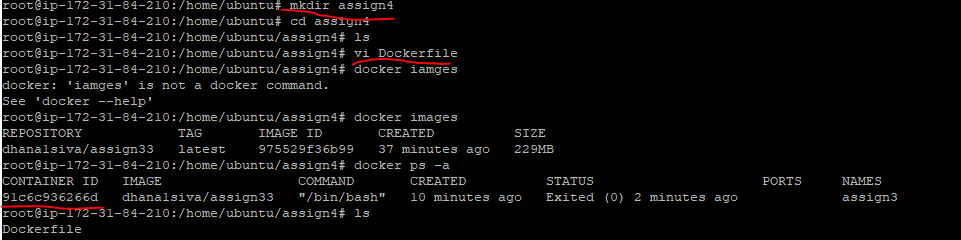 root@ip-172-31-84-210:/home/ubuntu# mkdir assign4
root@ip-172-31-84-210:/home/ubuntu# cd assign4
root@ip-172-31-84-210:/home/ubuntu/assign4# ls
root@ip-172-31-84-210:/home/ubuntu/assign4# vi Dockerfile
root@ip-172-31-84-210:/home/ubuntu/assign4# docker iamges
docker: 'iamges' is not a docker command.
See 'docker --help'
root@ip-172-31-84-210:/home/ubuntu/assign4# docker images
REPOSITORY TAG IMAGE ID CREATED SIZE
dhanalsiva/assign33 latest 975529f36b99 37 minutes ago 229MB
root@ip-172-31-84-210:/home/ubuntu/assign4# docker ps -a
CONTAINER ID IMAGE COMMAND CREATED STATUS PORTS NAMES
91c6c936266d dhanalsiva/assign33 "/bin/bash" 10 minutes ago Exited (0) 2 minutes ago assign3
root@ip-172-31-84-210:/home/ubuntu/assign4# ls
Dockerfile